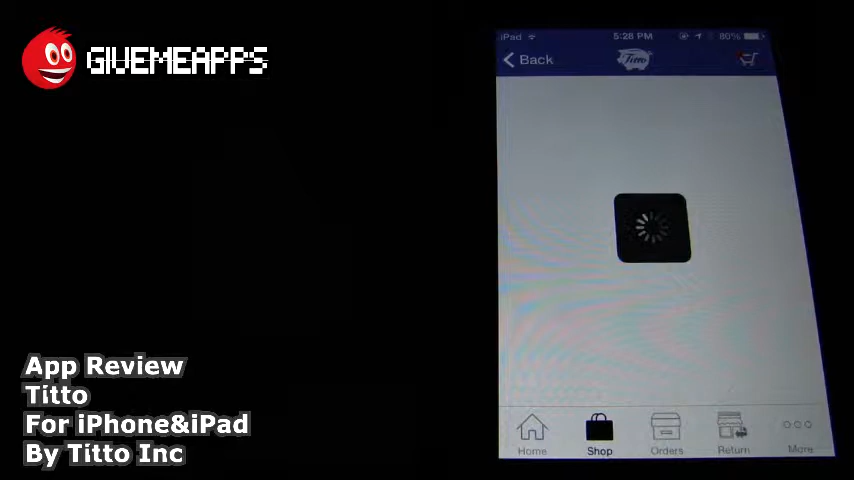 GIVEMEAPPS
iPad
5:28 PM
80%
Back
Titto
App Review
Titto
For iPhone&iPad
By Titto Inc
Home
Shop
Orders
Return
More